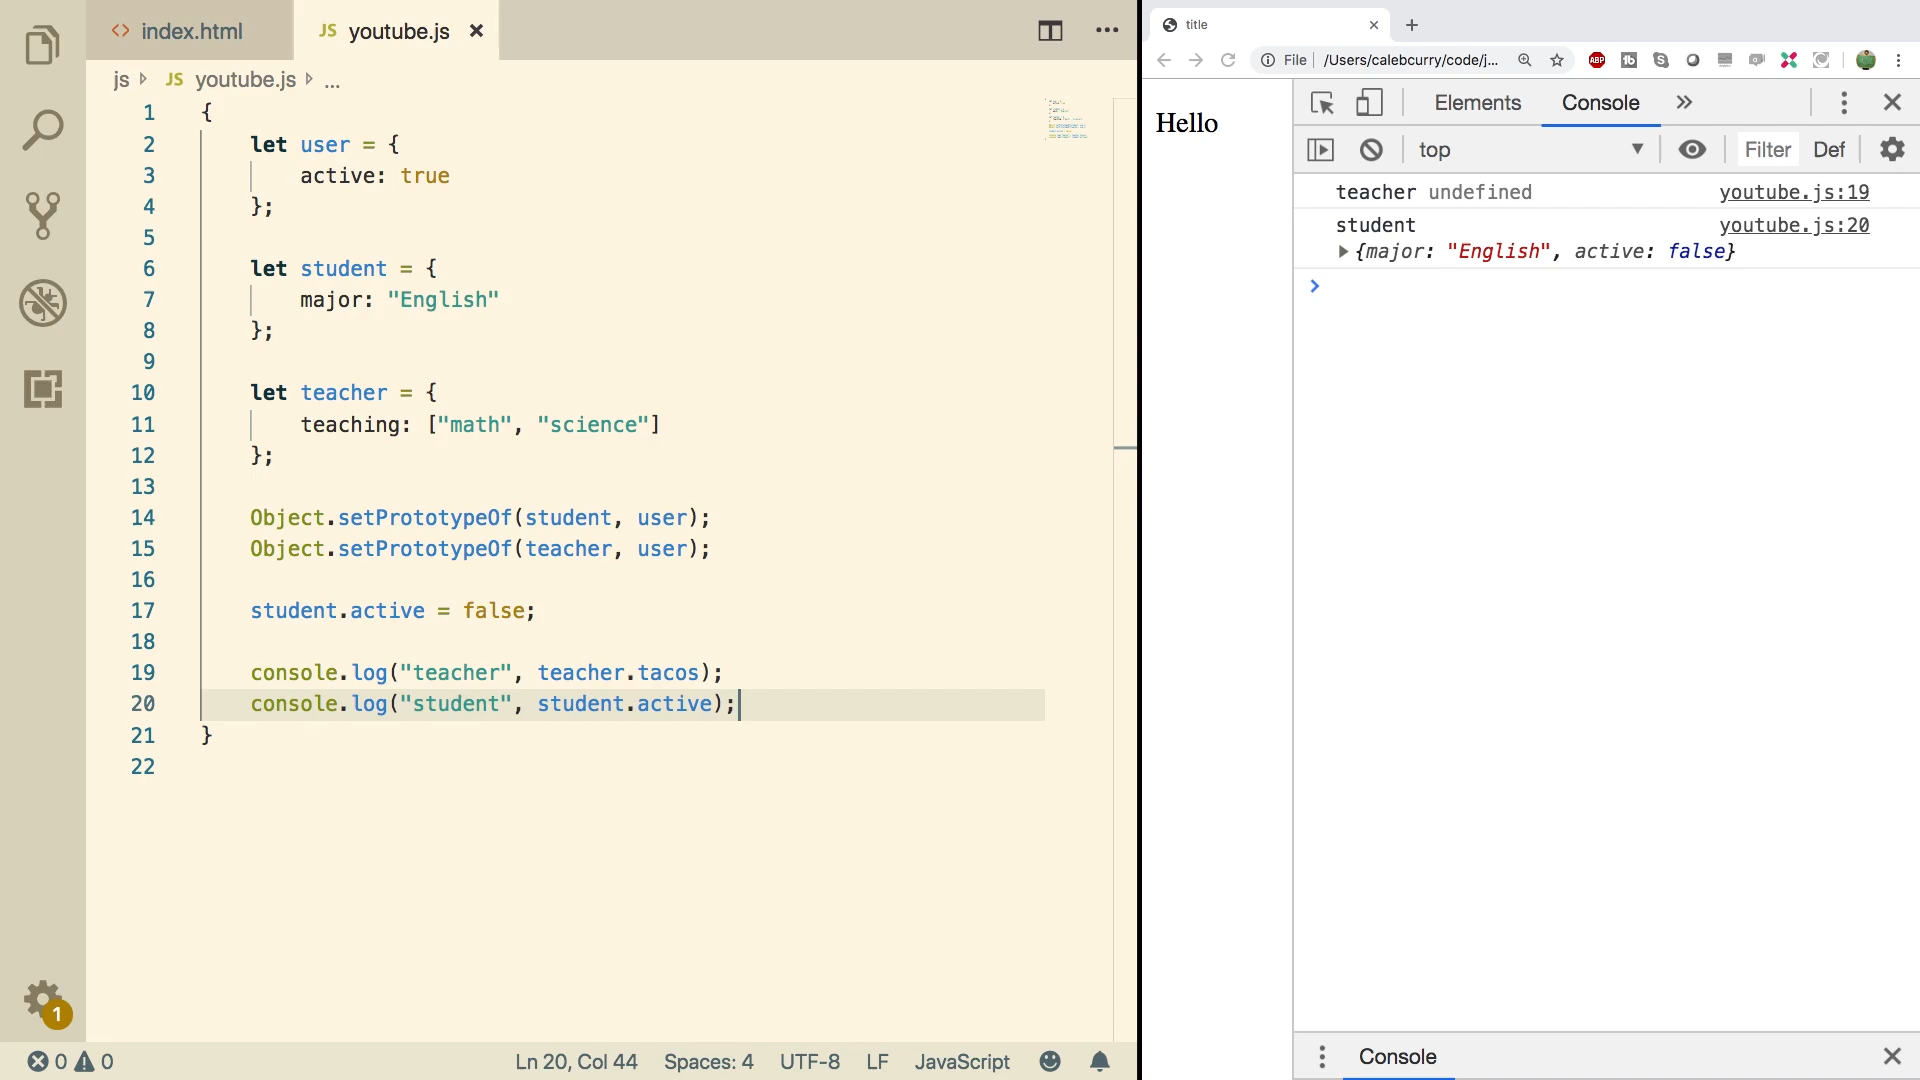 index.html
JS youtube.js
js JS youtube.js ...
1 {
2 let user = {
3 active: true
4 };
5
6 let student = {
7 major: "English"
8 };
9
10 let teacher = {
11 teaching: ["math", "science"]
12 };
13
14 Object.setPrototypeOf(student, user);
15 Object.setPrototypeOf(teacher, user);
16
17 student.active = false;
18
19 console.log("teacher", teacher.tacos);
20 console.log("student", student.active);
21 }
22
1
0 0 Ln 20, Col 44 Spaces: 4 UTF-8 LF JavaScript
title
File /Users/calebcurry/code/j...
ABP
Hello
Elements Console
top Filter Def
teacher undefined youtube.js:19
student youtube.js:20
{major: "English", active: false}
Console